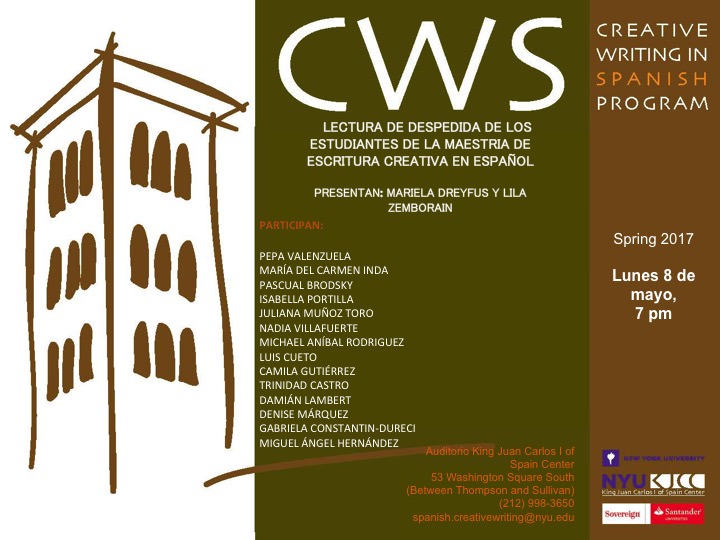 CWS
LECTURA DE DESPEDIDA DE LOS
ESTUDIANTES DE LA MAESTRIA DE
ESCRITURA CREATIVA EN ESPAÑOL
PRESENTAN: MARIELA DREYFUS Y LILA
ZEMBORAIN
PARTICIPAN:
PEPA VALENZUELA
MARÍA DEL CARMEN INDA
PASCUAL BRODSKY
ISABELLA PORTILLA
JULIANA MUÑOZ TORO
NADIA VILLAFUERTE
MICHAEL ANÍBAL RODRIGUEZ
LUIS CUETO
CAMILA GUTIÉRREZ
TRINIDAD CASTRO
DAMIÁN LAMBERT
DENISE MÁRQUEZ
GABRIELA CONSTANTIN-DURECI
MIGUEL ÁNGEL HERNÁNDEZ
Auditorio King Juan Carlos I of
Spain Center
53 Washington Square South
(Between Thompson and Sullivan)
(212) 998-3650
spanish.creativewriting@nyu.edu
CREATIVE
WRITING IN
SPANISH
PROGRAM
Spring 2017
Lunes 8 de
mayo,
7 pm
NEW YORK UNIVERSITY
NYU KJCC
King Juan Carlos I of Spain Center
Sovereign
Santander
UNIVERSITIES